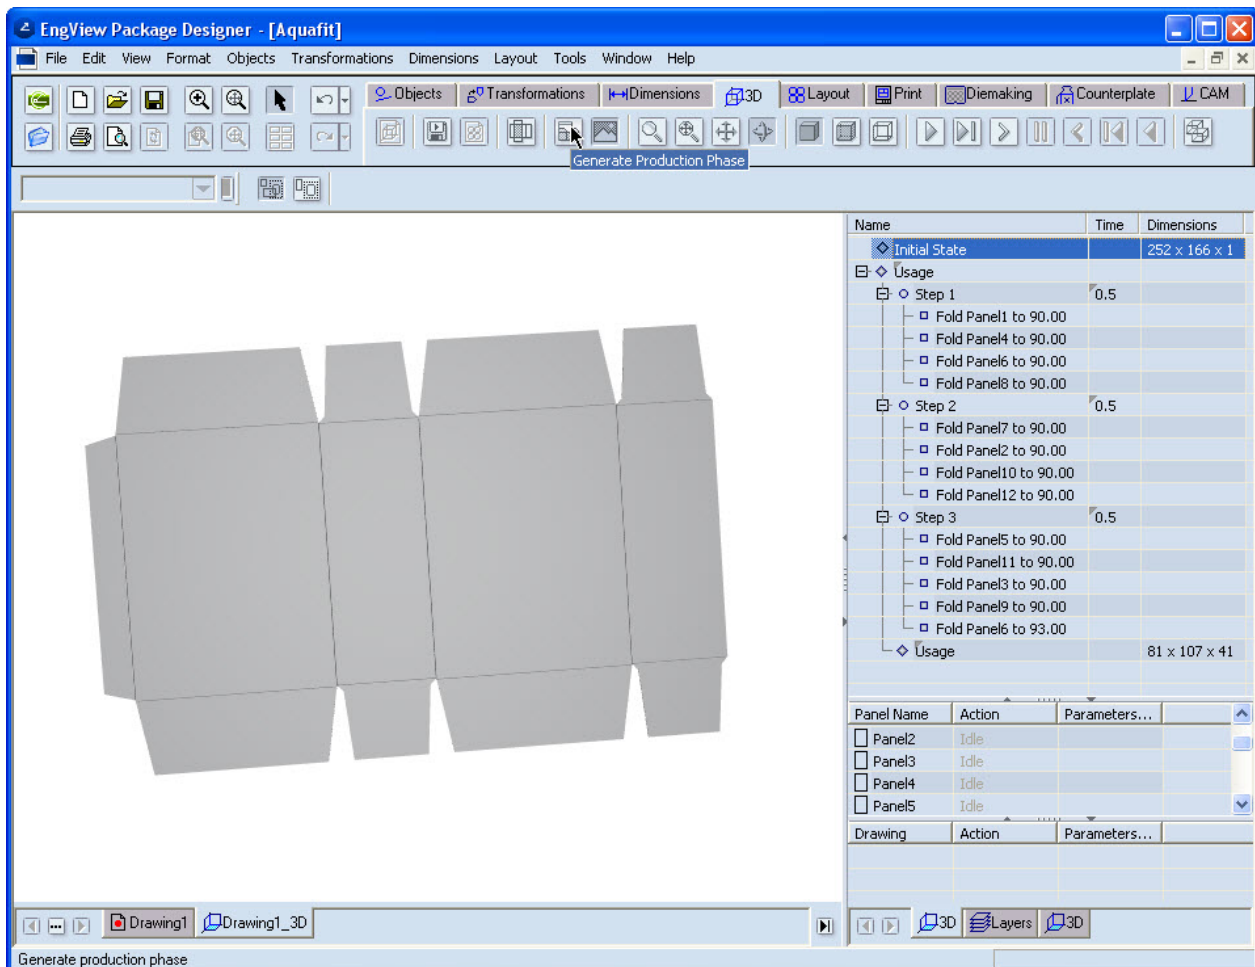 EngView Package Designer - [Aquafit]
File Edit View Format Objects Transformations Dimensions Layout Tools Window Help
Objects Transformations Dimensions 3D Layout Print Diemaking Counterplate CAM
Generate Production Phase
Name Time Dimensions
Initial State 252 x 166 x 1
Usage
Step 1 0.5
Fold Panel1 to 90.00
Fold Panel4 to 90.00
Fold Panel6 to 90.00
Fold Panel8 to 90.00
Step 2 0.5
Fold Panel7 to 90.00
Fold Panel2 to 90.00
Fold Panel10 to 90.00
Fold Panel12 to 90.00
Step 3 0.5
Fold Panel5 to 90.00
Fold Panel11 to 90.00
Fold Panel3 to 90.00
Fold Panel9 to 90.00
Fold Panel6 to 93.00
Usage 81 x 107 x 41
Panel Name Action Parameters...
Panel2 Idle
Panel3 Idle
Panel4 Idle
Panel5 Idle
Drawing Action Parameters...
Drawing1 Drawing1_3D 3D Layers 3D
Generate production phase